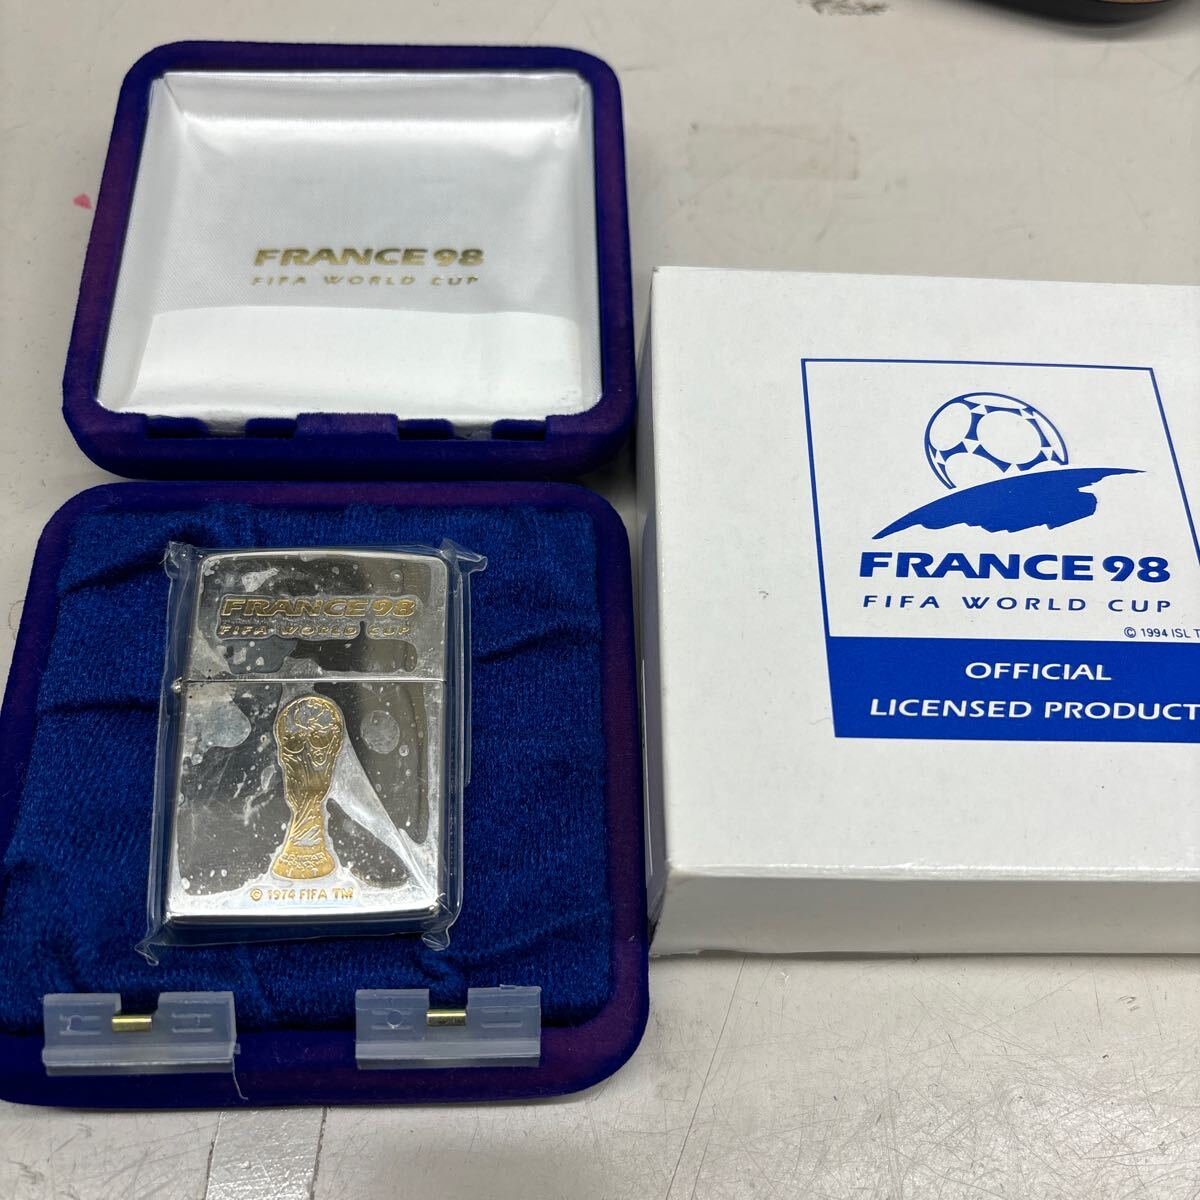 FRANCE 98
FIFA WORLD CUP
FRANCE 98
FIFA WORLD CUP
© 1974 FIFA TM
FRANCE 98
FIFA WORLD CUP
© 1994 ISL T
OFFICIAL
LICENSED PRODUCT